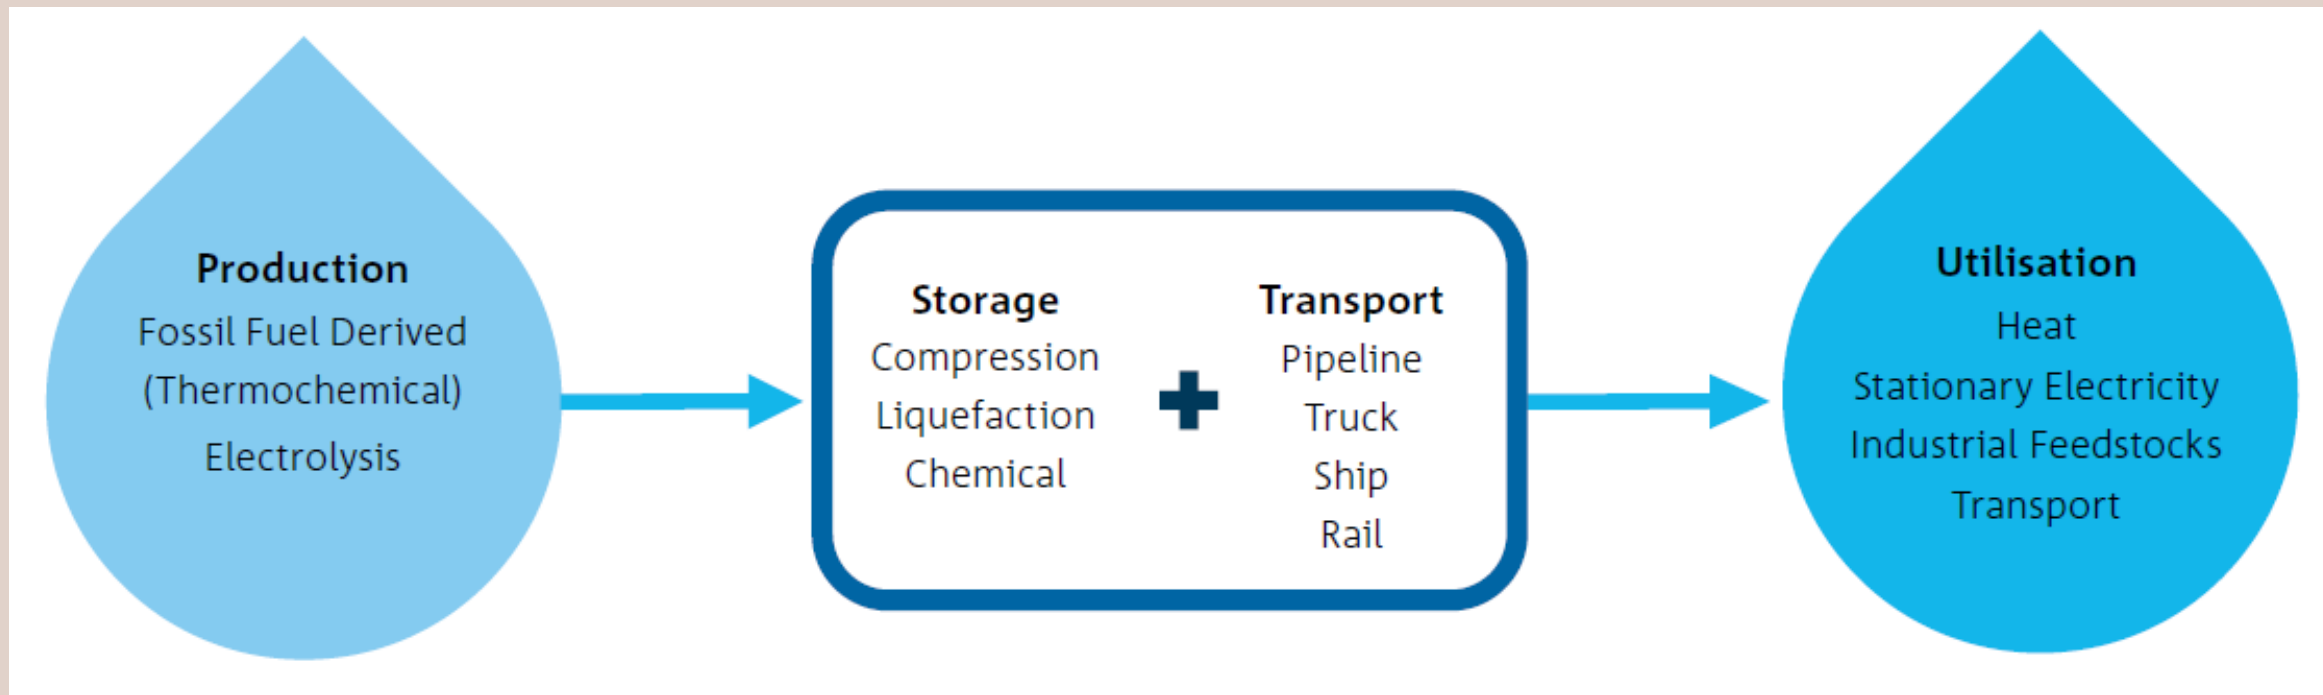 Production
Fossil Fuel Derived
(Thermochemical)
Electrolysis
Storage
Compression
Liquefaction
Chemical
Transport
Pipeline
Truck
Ship
Rail
Utilisation
Heat
Stationary Electricity
Industrial Feedstocks
Transport